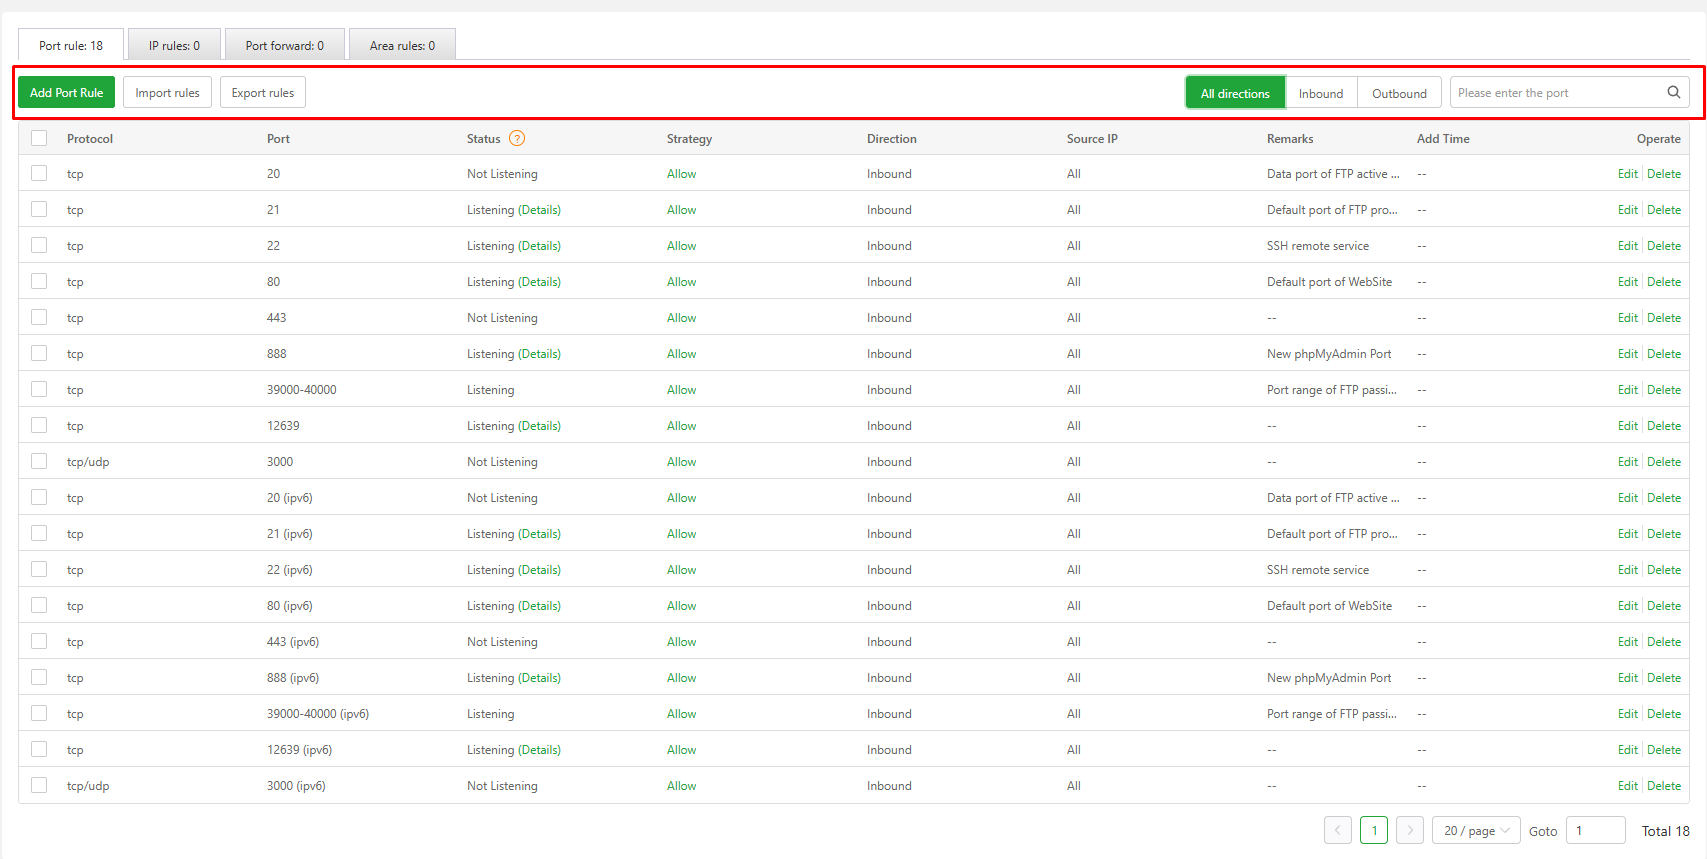 Port rule: 18 IP rules: 0 Port forward: 0 Area rules: 0
Add Port Rule Import rules Export rules All directions Inbound Outbound Please enter the port
Protocol Port Status ? Strategy Direction Source IP Remarks Add Time Operate
tcp 20 Not Listening Allow Inbound All Data port of FTP active ... -- Edit Delete
tcp 21 Listening (Details) Allow Inbound All Default port of FTP pro... -- Edit Delete
tcp 22 Listening (Details) Allow Inbound All SSH remote service -- Edit Delete
tcp 80 Listening (Details) Allow Inbound All Default port of WebSite -- Edit Delete
tcp 443 Not Listening Allow Inbound All -- -- Edit Delete
tcp 888 Listening (Details) Allow Inbound All New phpMyAdmin Port -- Edit Delete
tcp 39000-40000 Listening Allow Inbound All Port range of FTP passi... -- Edit Delete
tcp 12639 Listening (Details) Allow Inbound All -- -- Edit Delete
tcp/udp 3000 Not Listening Allow Inbound All -- -- Edit Delete
tcp 20 (ipv6) Not Listening Allow Inbound All Data port of FTP active ... -- Edit Delete
tcp 21 (ipv6) Listening (Details) Allow Inbound All Default port of FTP pro... -- Edit Delete
tcp 22 (ipv6) Listening (Details) Allow Inbound All SSH remote service -- Edit Delete
tcp 80 (ipv6) Listening (Details) Allow Inbound All Default port of WebSite -- Edit Delete
tcp 443 (ipv6) Not Listening Allow Inbound All -- -- Edit Delete
tcp 888 (ipv6) Listening (Details) Allow Inbound All New phpMyAdmin Port -- Edit Delete
tcp 39000-40000 (ipv6) Listening Allow Inbound All Port range of FTP passi... -- Edit Delete
tcp 12639 (ipv6) Listening (Details) Allow Inbound All -- -- Edit Delete
tcp/udp 3000 (ipv6) Not Listening Allow Inbound All -- -- Edit Delete
1 20 / page Goto 1 Total 18